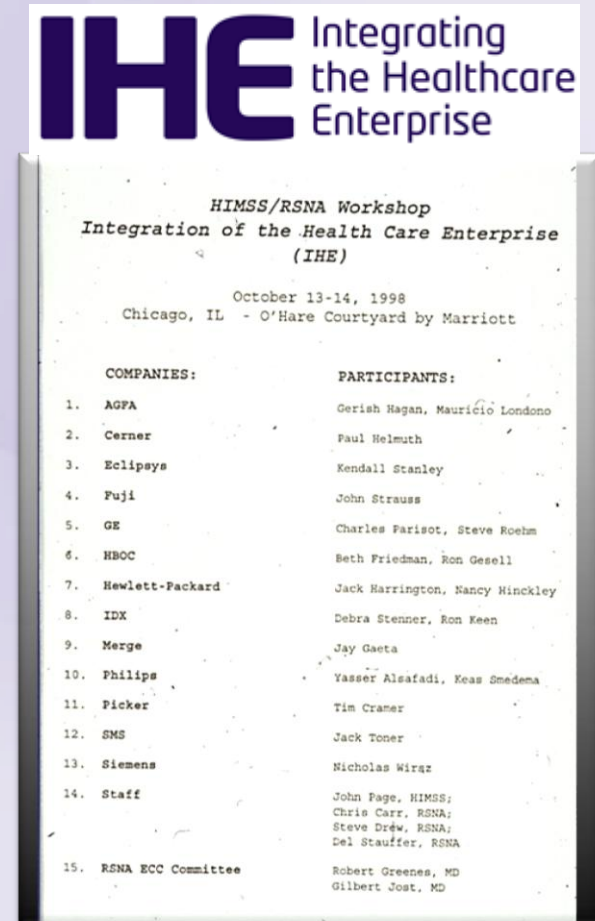 IHE Integrating
the Healthcare
Enterprise
HIMSS/RSNA Workshop
Integration of the Health Care Enterprise
(IHE)
October 13-14, 1998
Chicago, IL - O'Hare Courtyard by Marriott
COMPANIES: PARTICIPANTS:
1. AGFA Gerish Hagan, Mauricio Londono
2. Cerner Paul Helmuth
3. Eclipsys Kendall Stanley
4. Fuji John Strauss
5. GE Charles Parisot, Steve Roehm
6. HBOC Beth Friedman, Ron Gesell
7. Hewlett-Packard Jack Harrington, Nancy Hinckley
8. IDX Debra Stenner, Ron Keen
9. Merge Jay Gaeta
10. Philips Yasser Alsafadi, Keas Smedema
11. Picker Tim Cramer
12. SMS Jack Toner
13. Siemens Nicholas Wirsz
14. Staff John Page, HIMSS;
Chris Carr, RSNA;
Steve Drew, RSNA;
Del Stauffer, RSNA
15. RSNA ECC Committee Robert Greenes, MD
Gilbert Jost, MD